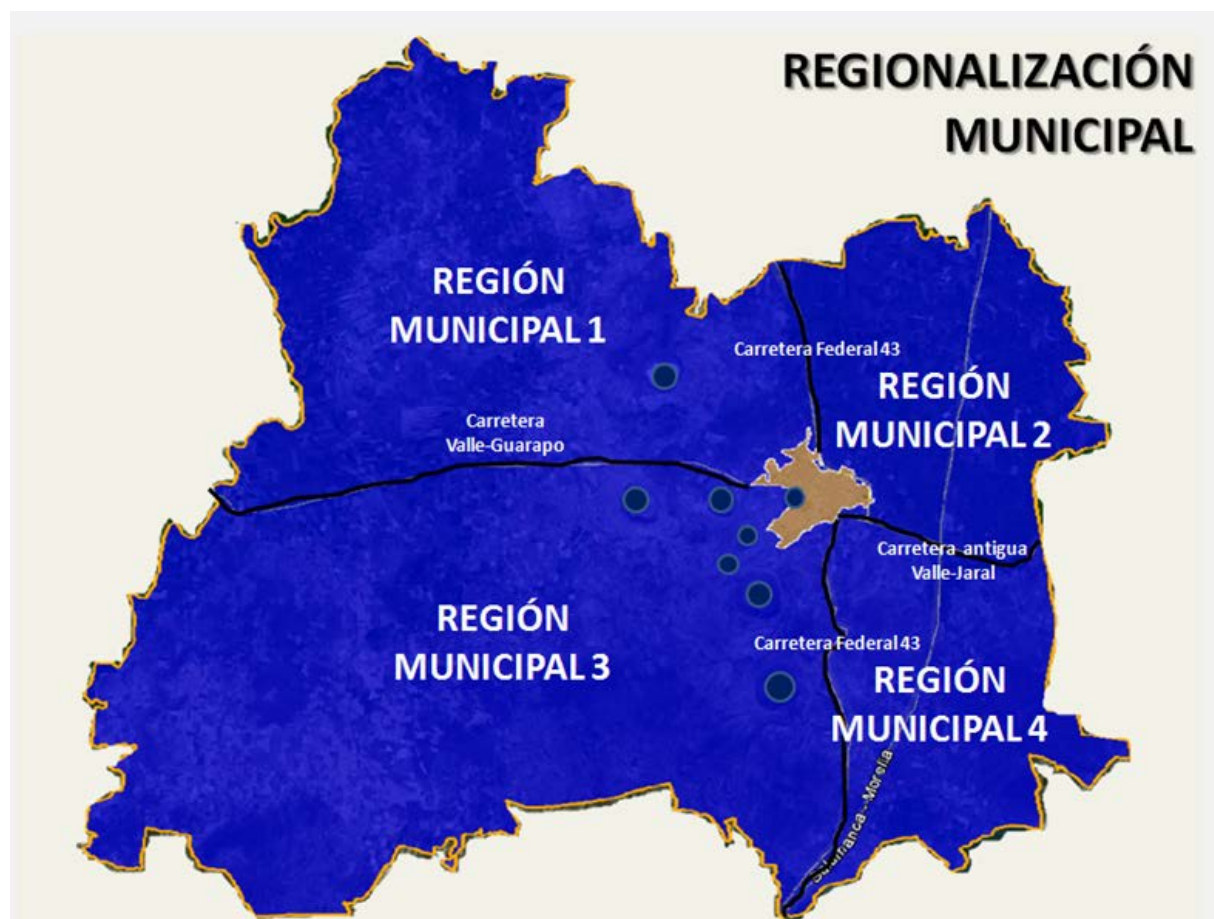 REGIONALIZACIÓN
MUNICIPAL
REGIÓN
MUNICIPAL 1
Carretera Federal 43
REGIÓN
MUNICIPAL 2
Carretera
Valle-Guarapo
Carretera antigua
Valle-Jaral
REGIÓN
MUNICIPAL 3
Carretera Federal 43
REGIÓN
MUNICIPAL 4
Salamanca - Morelia